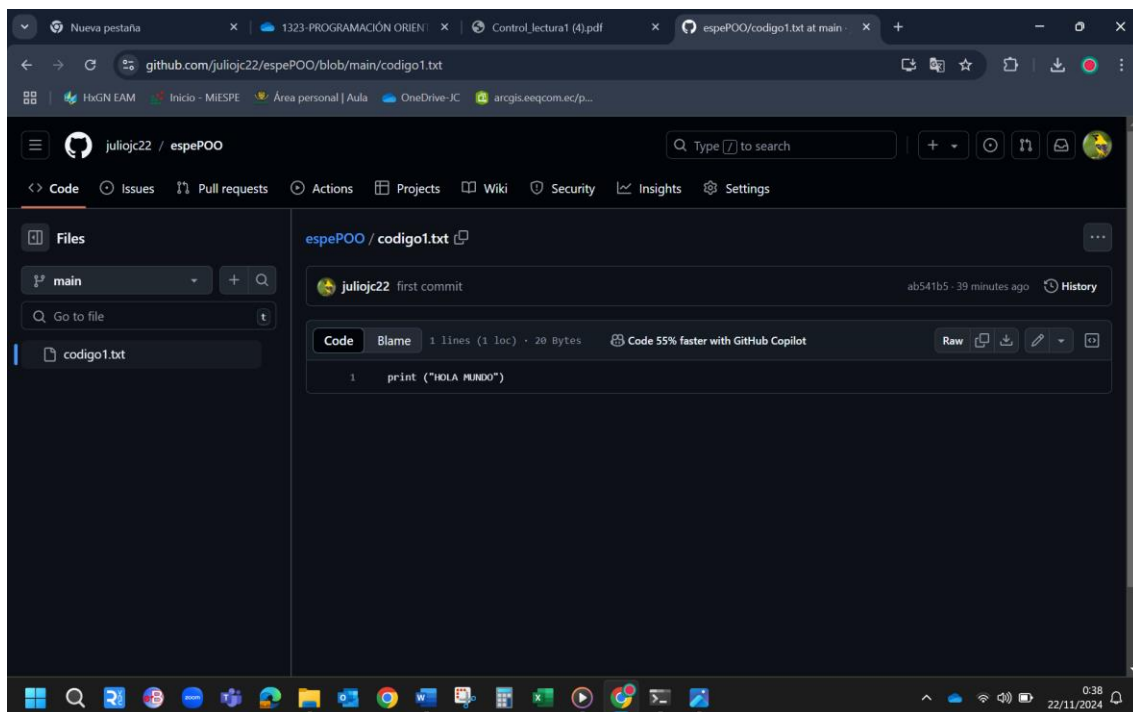 Nueva pestaña
1323-PROGRAMACIÓN ORIENT
Control_lectura1 (4).pdf
espePOO/codigo1.txt at main
github.com/juliojc22/espePOO/blob/main/codigo1.txt
HxGN EAM
Inicio - MiESPE
Área personal | Aula
OneDrive-JC
arcgis.eeqcom.ec/p...
juliojc22 / espePOO
Type / to search
<> Code
Issues
Pull requests
Actions
Projects
Wiki
Security
Insights
Settings
Files
main
Go to file
t
codigo1.txt
espePOO / codigo1.txt
juliojc22 first commit
ab541b5 · 39 minutes ago
History
Code
Blame
1 lines (1 loc) · 20 Bytes
Code 55% faster with GitHub Copilot
Raw
1 print ("HOLA MUNDO")
zoom
0:38
22/11/2024